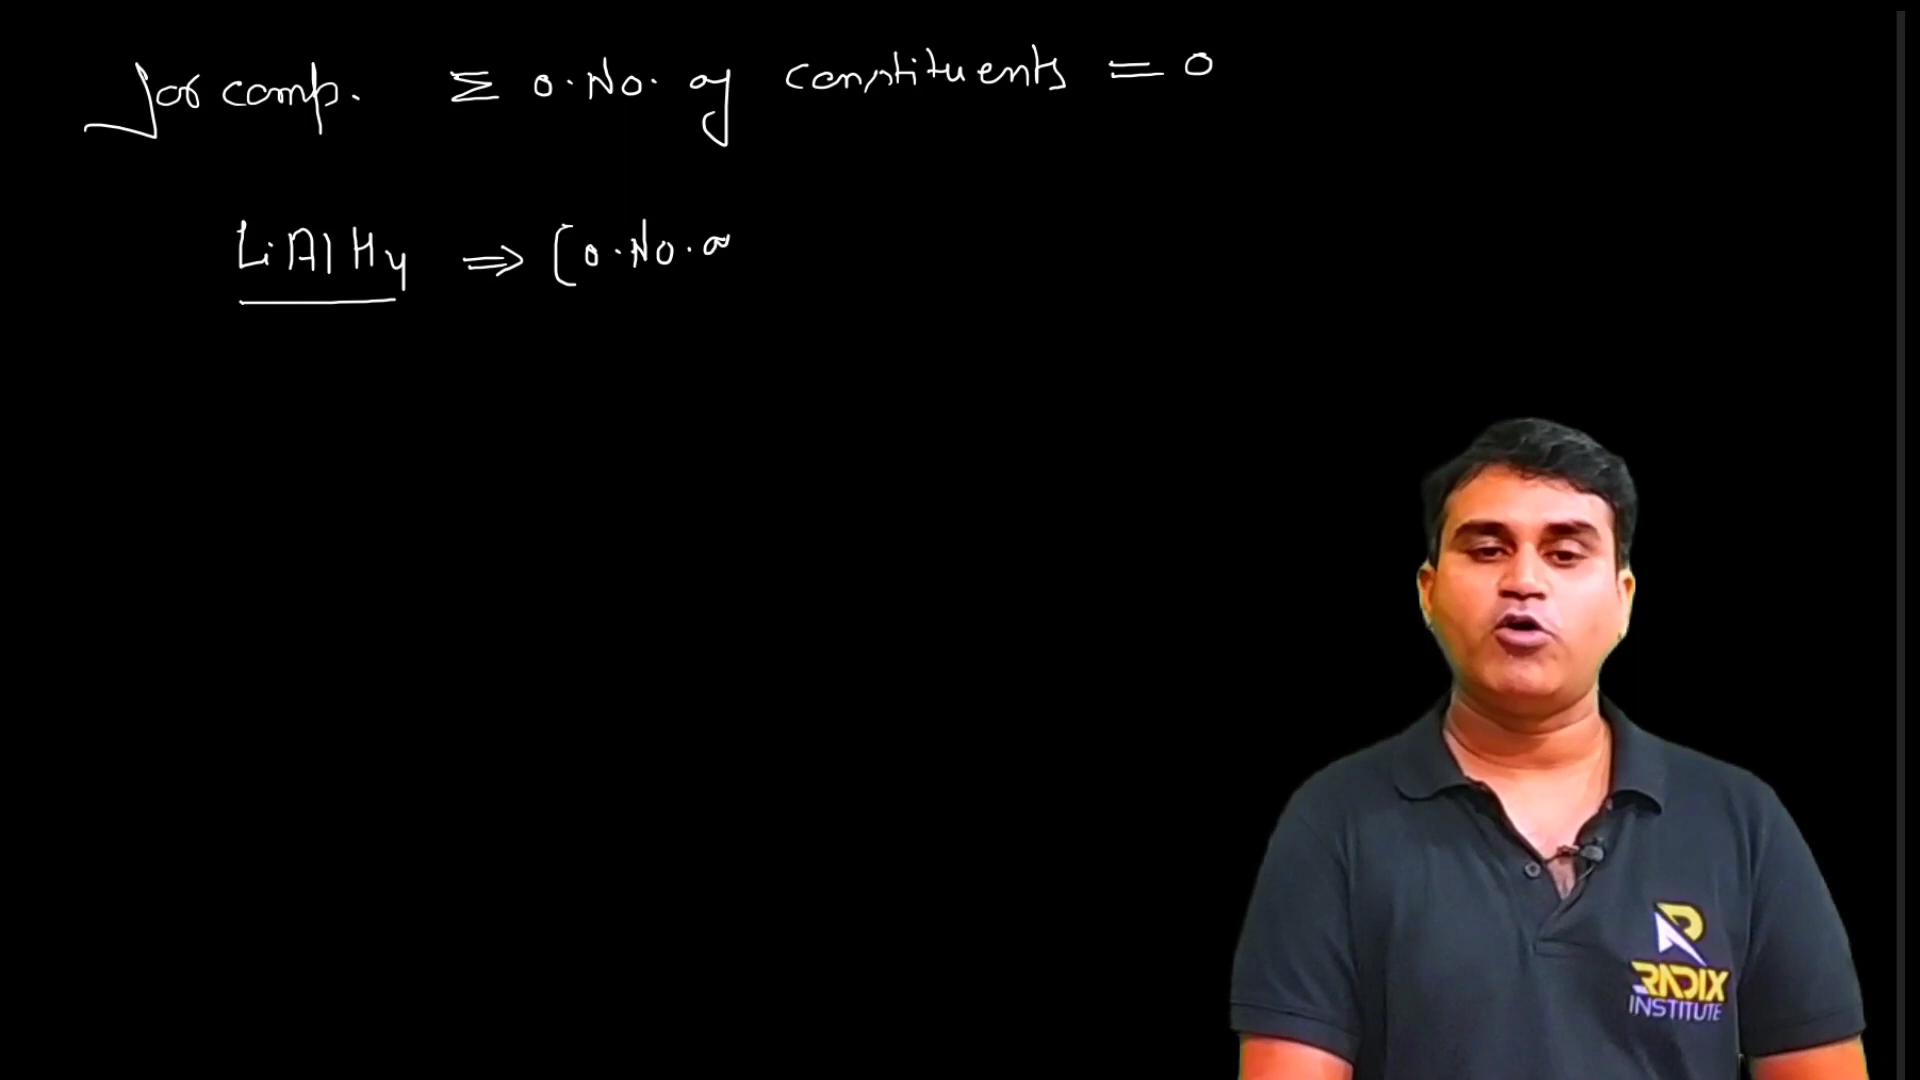 for comp. Σ O.No. of constituents = 0
LiAlH4 ⇒ [O.No. o
RADIX
INSTITUTE